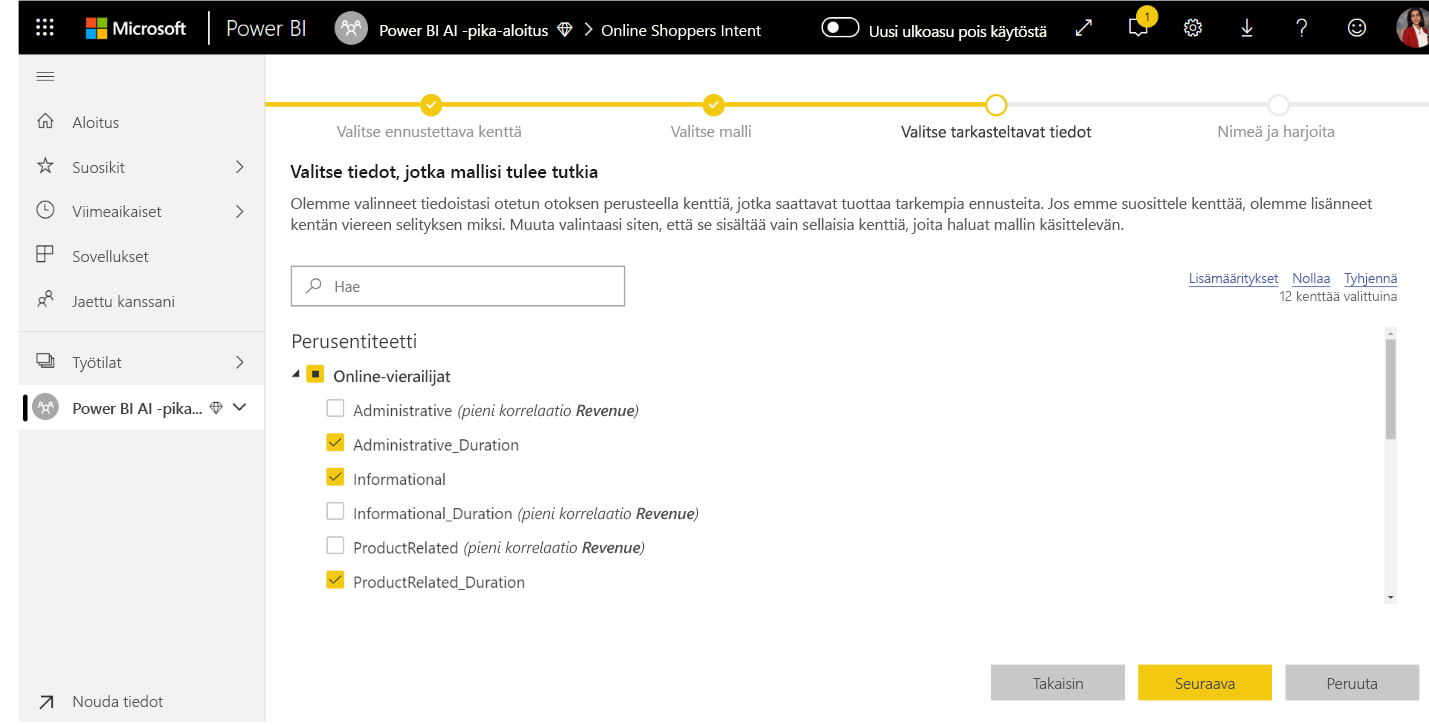 Microsoft Power BI Power BI AI -pika-aloitus > Online Shoppers Intent Uusi ulkoasu pois käytöstä 1 ?
Aloitus
Suosikit
Viimeaikaiset
Sovellukset
Jaettu kanssani
Työtilat
Power BI AI -pika...
Nouda tiedot
Valitse ennustettava kenttä Valitse malli Valitse tarkasteltavat tiedot Nimeä ja harjoita
Valitse tiedot, jotka mallisi tulee tutkia
Olemme valinneet tiedoistasi otetun otoksen perusteella kenttiä, jotka saattavat tuottaa tarkempia ennusteita. Jos emme suosittele kenttää, olemme lisänneet
kentän viereen selityksen miksi. Muuta valintaasi siten, että se sisältää vain sellaisia kenttiä, joita haluat mallin käsittelevän.
Hae
Lisämääritykset Nollaa Tyhjennä
12 kenttää valittuina
Perusentiteetti
Online-vierailijat
Administrative (pieni korrelaatio Revenue)
Administrative_Duration
Informational
Informational_Duration (pieni korrelaatio Revenue)
ProductRelated (pieni korrelaatio Revenue)
ProductRelated_Duration
Takaisin Seuraava Peruuta